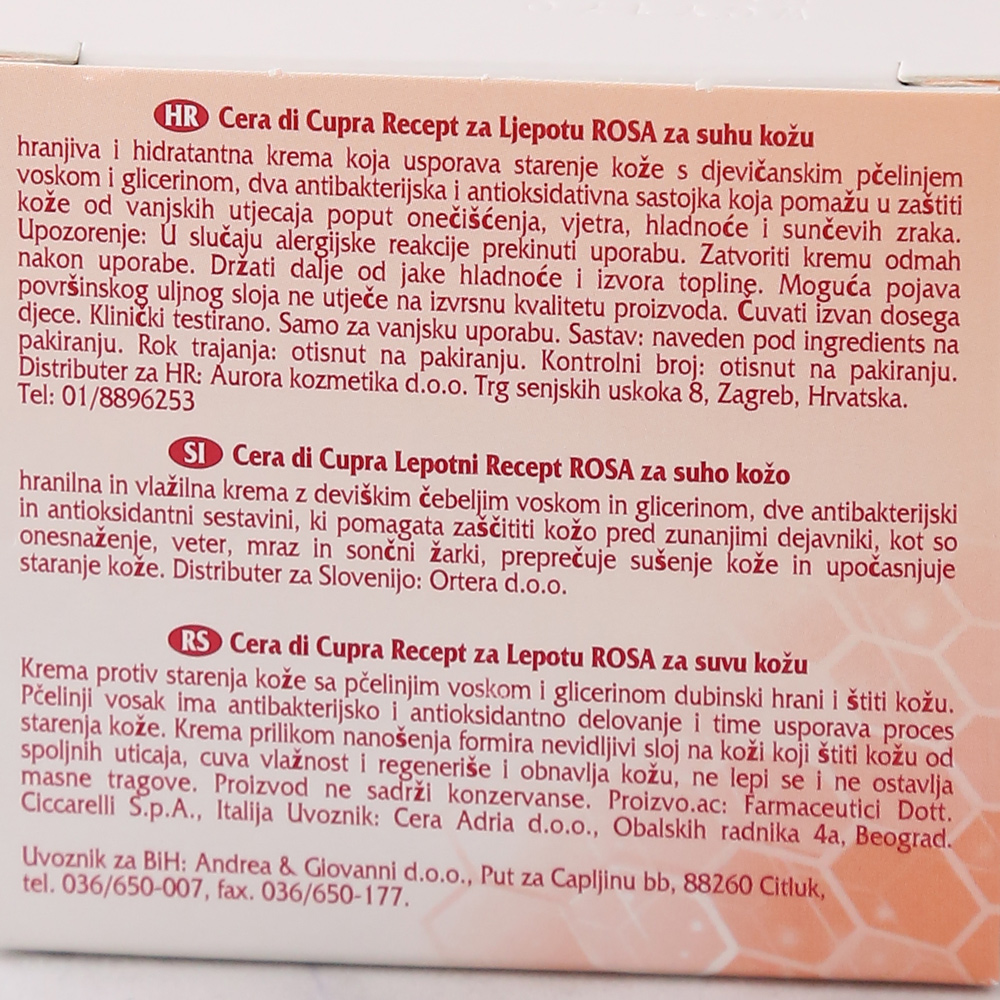 HR Cera di Cupra Recept za Ljepotu ROSA za suhu kožu
hranjiva i hidratantna krema koja usporava starenje kože s djevičanskim pčelinjem
voskom i glicerinom, dva antibakterijska i antioksidativna sastojka koja pomažu u zaštiti
kože od vanjskih utjecaja poput onečišćenja, vjetra, hladnoće i sunčevih zraka.
Upozorenje: U slučaju alergijske reakcije prekinuti uporabu. Zatvoriti kremu odmah
nakon uporabe. Držati dalje od jake hladnoće i izvora topline. Moguća pojava
površinskog uljnog sloja ne utječe na izvrsnu kvalitetu proizvoda. Čuvati izvan dosega
djece. Klinički testirano. Samo za vanjsku uporabu. Sastav: naveden pod ingredients na
pakiranju. Rok trajanja: otisnut na pakiranju. Kontrolni broj: otisnut na pakiranju.
Distributer za HR: Aurora kozmetika d.o.o. Trg senjskih uskoka 8, Zagreb, Hrvatska.
Tel: 01/8896253
SI Cera di Cupra Lepotni Recept ROSA za suho kožo
hranilna in vlažilna krema z deviškim čebeljim voskom in glicerinom, dve antibakterijski
in antioksidantni sestavini, ki pomagata zaščititi kožo pred zunanjimi dejavniki, kot so
onesnaženje, veter, mraz in sončni žarki, preprečuje sušenje kože in upočasnjuje
staranje kože. Distributer za Slovenijo: Ortera d.o.o.
RS Cera di Cupra Recept za Lepotu ROSA za suvu kožu
Krema protiv starenja kože sa pčelinjim voskom i glicerinom dubinski hrani i štiti kožu.
Pčelinji vosak ima antibakterijsko i antioksidantno delovanje i time usporava proces
starenja kože. Krema prilikom nanošenja formira nevidljivi sloj na koži koji štiti kožu od
spoljnih uticaja, cuva vlažnost i regeneriše i obnavlja kožu, ne lepi se i ne ostavlja
masne tragove. Proizvod ne sadrži konzervanse. Proizvo.ac: Farmaceutici Dott.
Ciccarelli S.p.A., Italija Uvoznik: Cera Adria d.o.o., Obalskih radnika 4a, Beograd.
Uvoznik za BiH: Andrea & Giovanni d.o.o., Put za Capljinu bb, 88260 Citluk,
tel. 036/650-007, fax. 036/650-177.